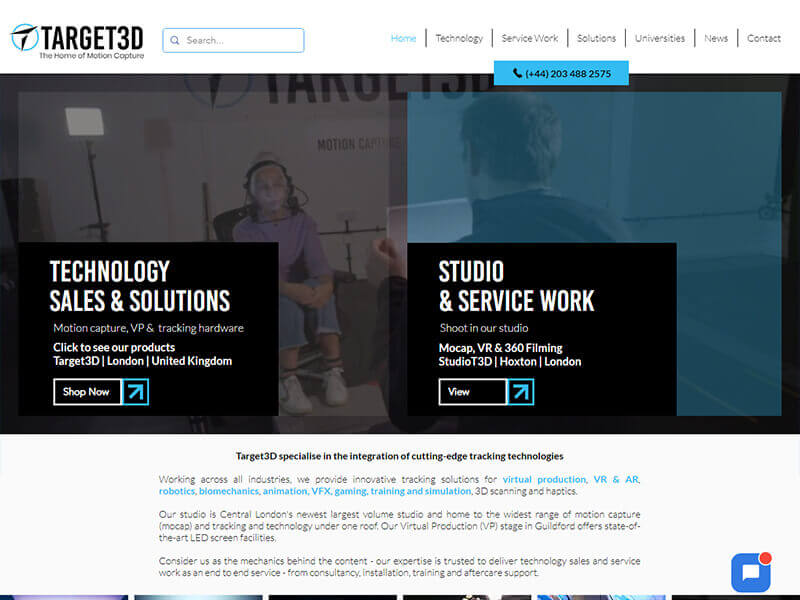 TARGET3D
The Home of Motion Capture
Search...
Home
Technology
Service Work
Solutions
Universities
News
Contact
(+44) 203 488 2575
TARGET3D
MOTION CAPTURE
TECHNOLOGY
SALES & SOLUTIONS
Motion capture, VP & tracking hardware
Click to see our products
Target3D | London | United Kingdom
Shop Now
STUDIO
& SERVICE WORK
Shoot in our studio
Mocap, VR & 360 Filming
StudioT3D | Hoxton | London
View
Target3D specialise in the integration of cutting-edge tracking technologies
Working across all industries, we provide innovative tracking solutions for virtual production, VR & AR,
robotics, biomechanics, animation, VFX, gaming, training and simulation, 3D scanning and haptics.
Our studio is Central London's newest largest volume studio and home to the widest range of motion capture
(mocap) and tracking and technology under one roof. Our Virtual Production (VP) stage in Guildford offers state-of-
the-art LED screen facilities.
Consider us as the mechanics behind the content - our expertise is trusted to deliver technology sales and service
work as an end to end service - from consultancy, installation, training and aftercare support.